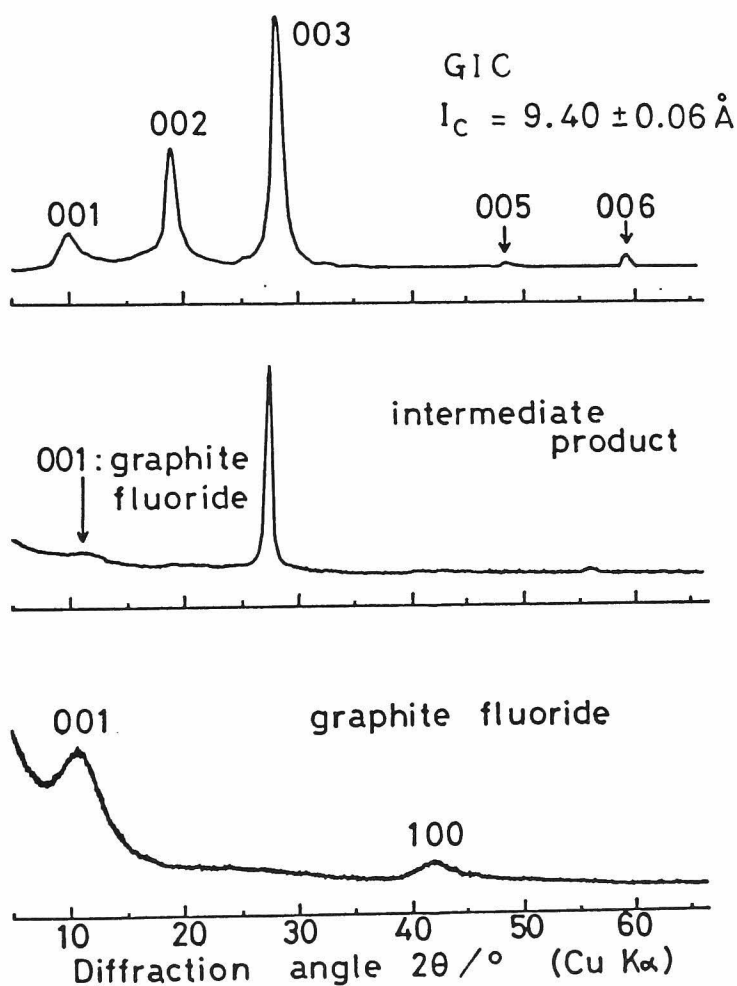 003
GIC
I_C = 9.40 ± 0.06 Å
002
001
005
006
intermediate
product
001: graphite
fluoride
001
graphite fluoride
100
10 20 30 40 50 60
Diffraction angle 2θ/° (Cu Kα)